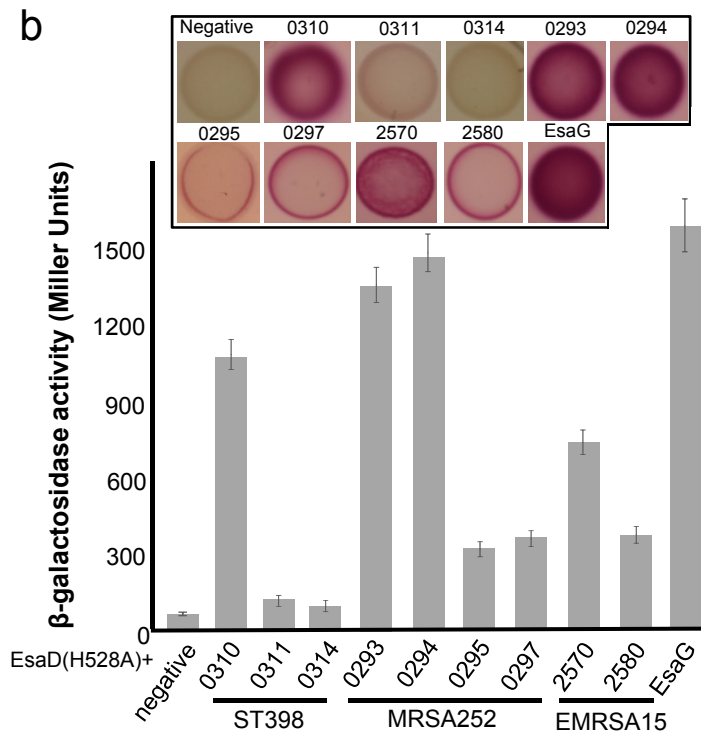 b
Negative 0310 0311 0314 0293 0294
0295 0297 2570 2580 EsaG
β-galactosidase activity (Miller Units)
1500
1200
900
600
300
0
EsaD(H528A)+
negative 0310 0311 0314 0293 0294 0295 0297 2570 2580 EsaG
ST398 MRSA252 EMRSA15